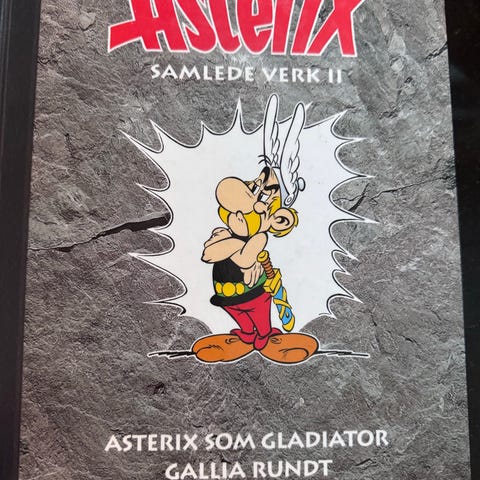 Asterix
SAMLEDE VERK II
ASTERIX SOM GLADIATOR
GALLIA RUNDT